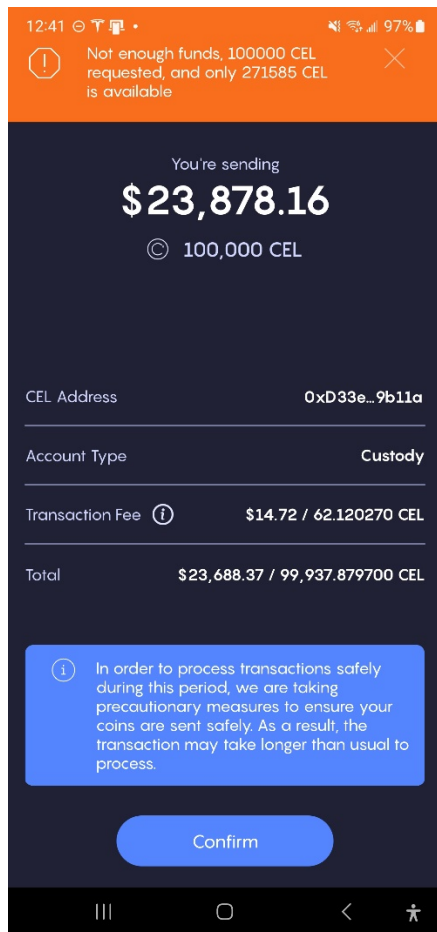 12:41
97%
Not enough funds, 100000 CEL
requested, and only 271585 CEL
is available
You're sending
$23,878.16
© 100,000 CEL
CEL Address 0xD33e...9b11a
Account Type Custody
Transaction Fee i $14.72 / 62.120270 CEL
Total $23,688.37 / 99,937.879700 CEL
i In order to process transactions safely
during this period, we are taking
precautionary measures to ensure your
coins are sent safely. As a result, the
transaction may take longer than usual to
process.
Confirm